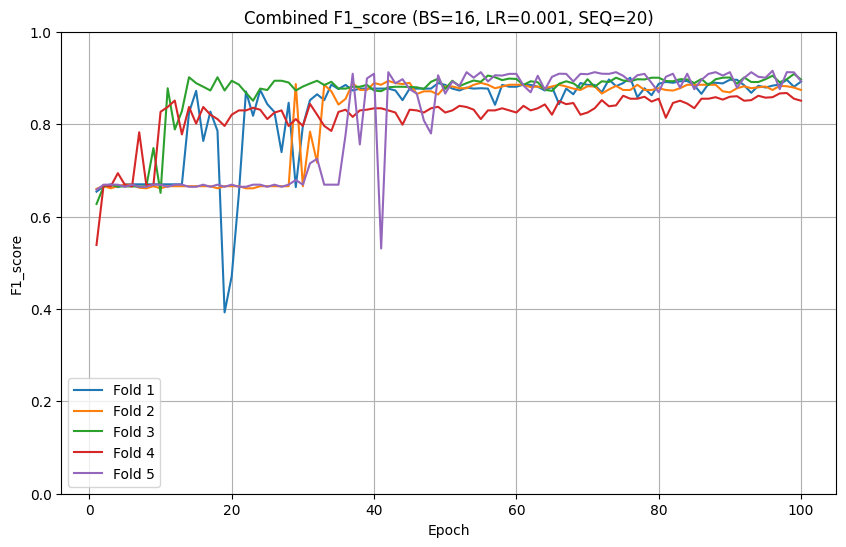 Combined F1_score (BS=16, LR=0.001, SEQ=20)
F1_score
1.0
0.8
0.6
0.4
0.2
0.0
Fold 1
Fold 2
Fold 3
Fold 4
Fold 5
0 20 40 60 80 100
Epoch